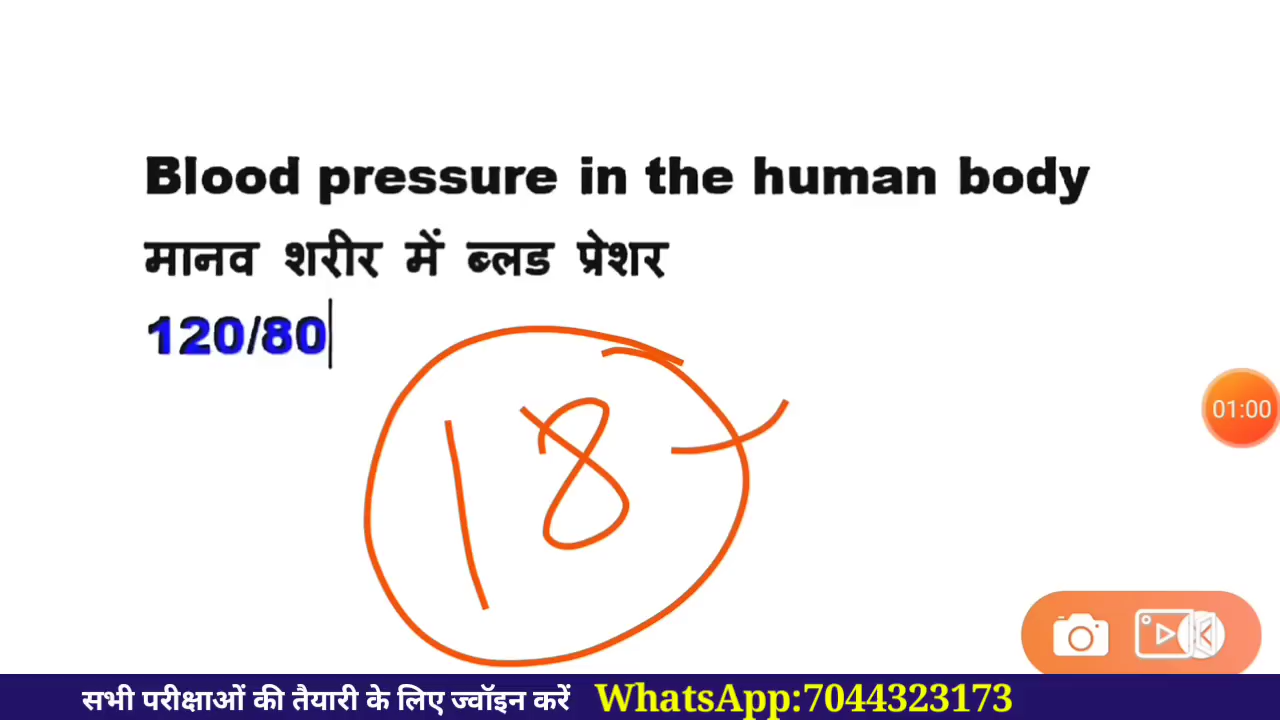 Blood pressure in the human body
मानव शरीर में ब्लड प्रेशर
120/80
18
01:00
सभी परीक्षाओं की तैयारी के लिए ज्वॉइन करें WhatsApp:7044323173